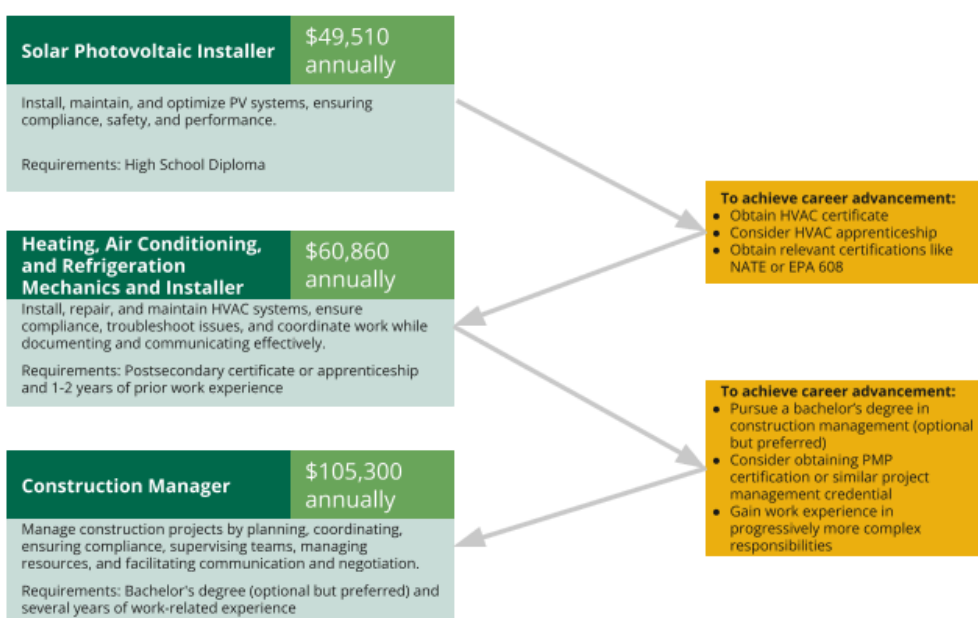 Solar Photovoltaic Installer
$49,510
annually
Install, maintain, and optimize PV systems, ensuring
compliance, safety, and performance.
Requirements: High School Diploma
To achieve career advancement:
● Obtain HVAC certificate
● Consider HVAC apprenticeship
● Obtain relevant certifications like
NATE or EPA 608
Heating, Air Conditioning,
and Refrigeration
Mechanics and Installer
$60,860
annually
Install, repair, and maintain HVAC systems, ensure
compliance, troubleshoot issues, and coordinate work while
documenting and communicating effectively.
Requirements: Postsecondary certificate or apprenticeship
and 1-2 years of prior work experience
To achieve career advancement:
● Pursue a bachelor's degree in
construction management (optional
but preferred)
● Consider obtaining PMP
certification or similar project
management credential
● Gain work experience in
progressively more complex
responsibilities
Construction Manager
$105,300
annually
Manage construction projects by planning, coordinating,
ensuring compliance, supervising teams, managing
resources, and facilitating communication and negotiation.
Requirements: Bachelor's degree (optional but preferred) and
several years of work-related experience